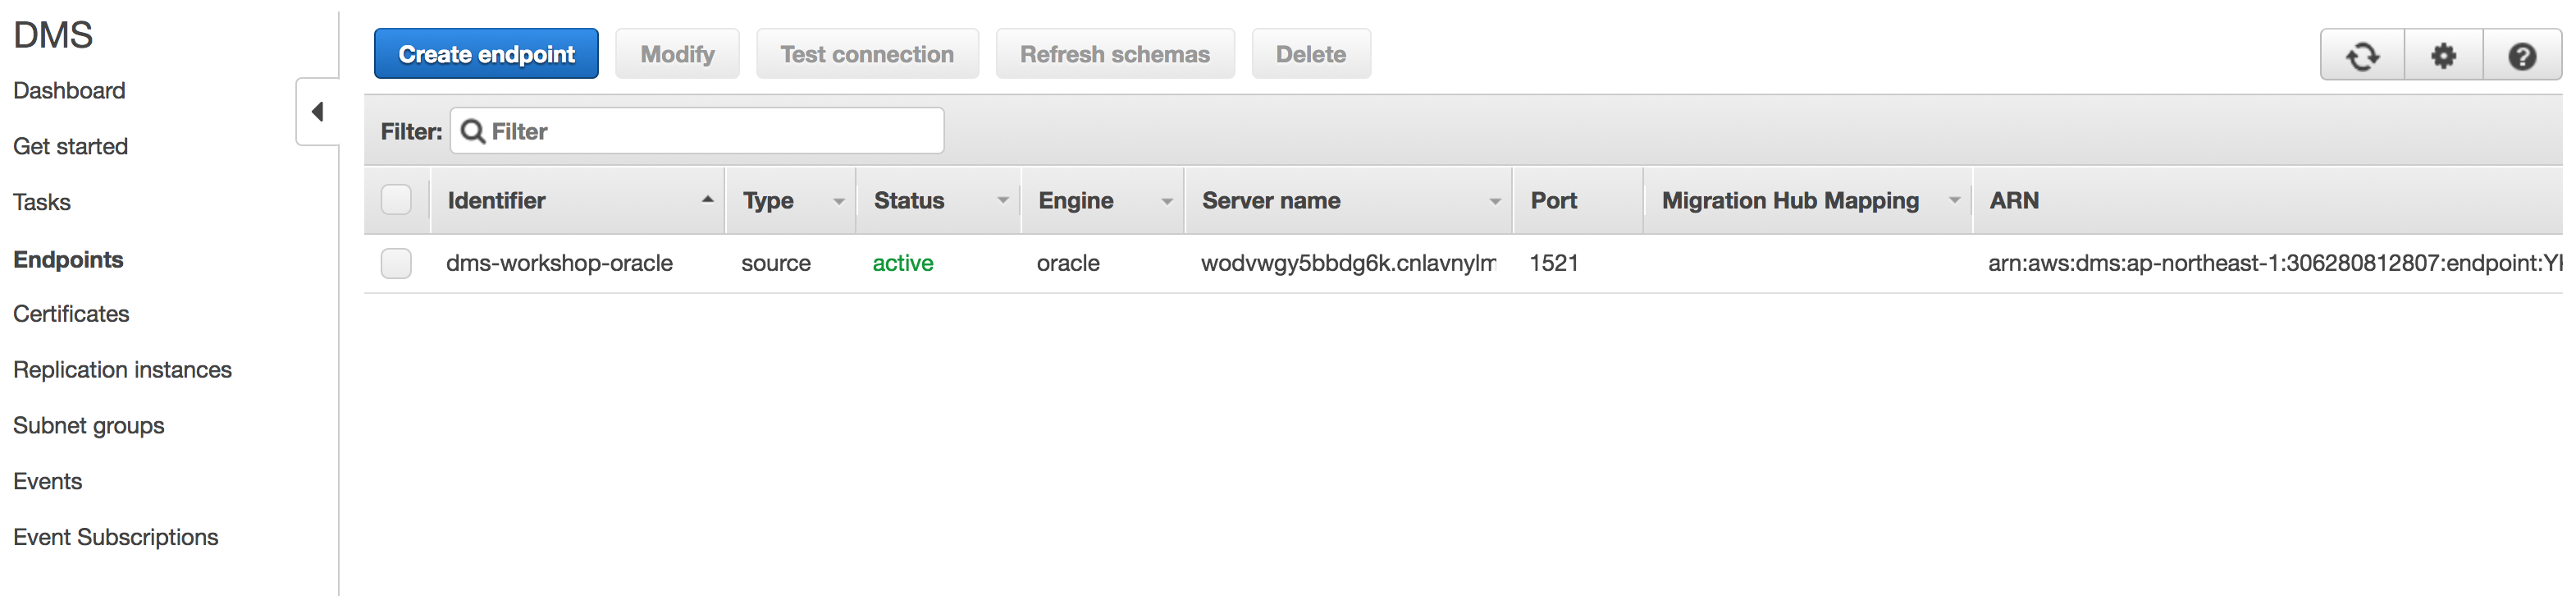 DMS
Dashboard
Get started
Tasks
Endpoints
Certificates
Replication instances
Subnet groups
Events
Event Subscriptions
Create endpoint Modify Test connection Refresh schemas Delete
Filter: Filter
Identifier Type Status Engine Server name Port Migration Hub Mapping ARN
dms-workshop-oracle source active oracle wodvwgy5bbdg6k.cnlavnylm 1521 arn:aws:dms:ap-northeast-1:306280812807:endpoint:Y